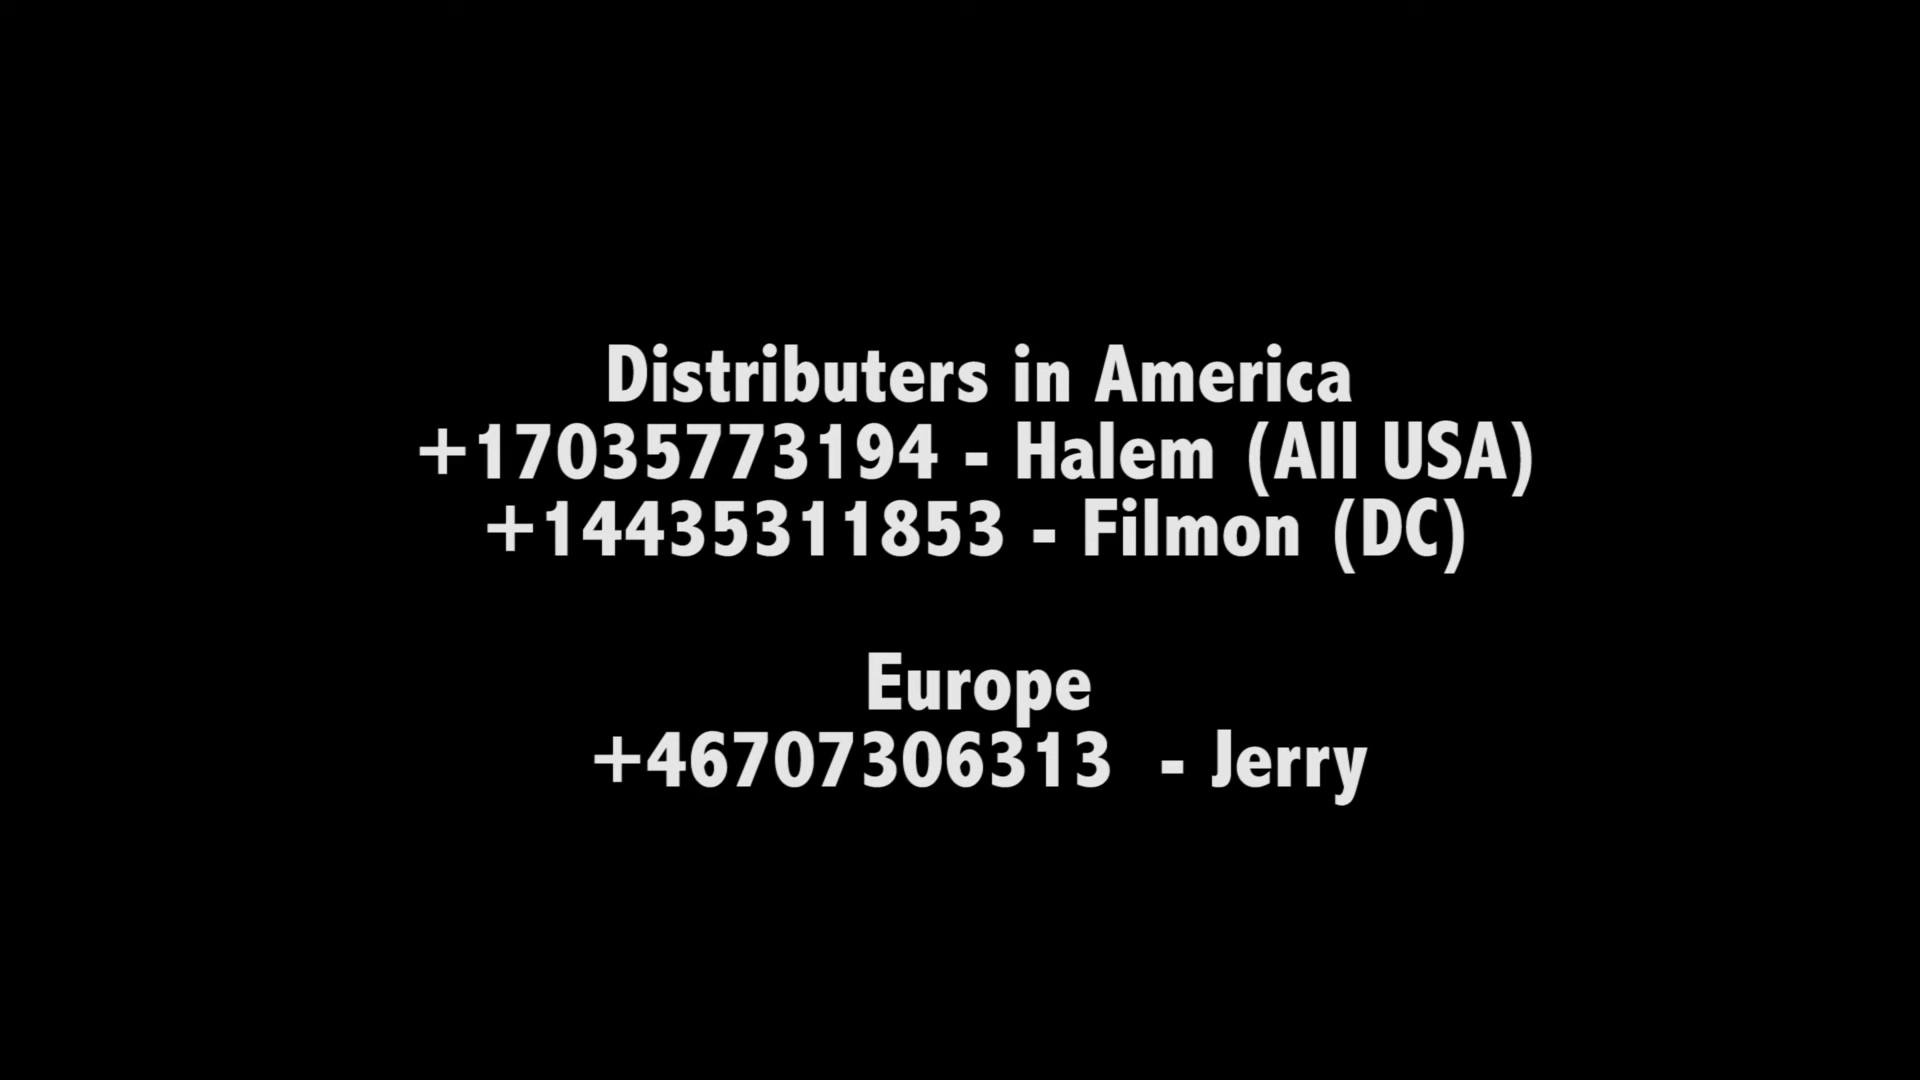 Distributers in America
+17035773194 - Halem (All USA)
+14435311853 - Filmon (DC)
Europe
+46707306313 - Jerry